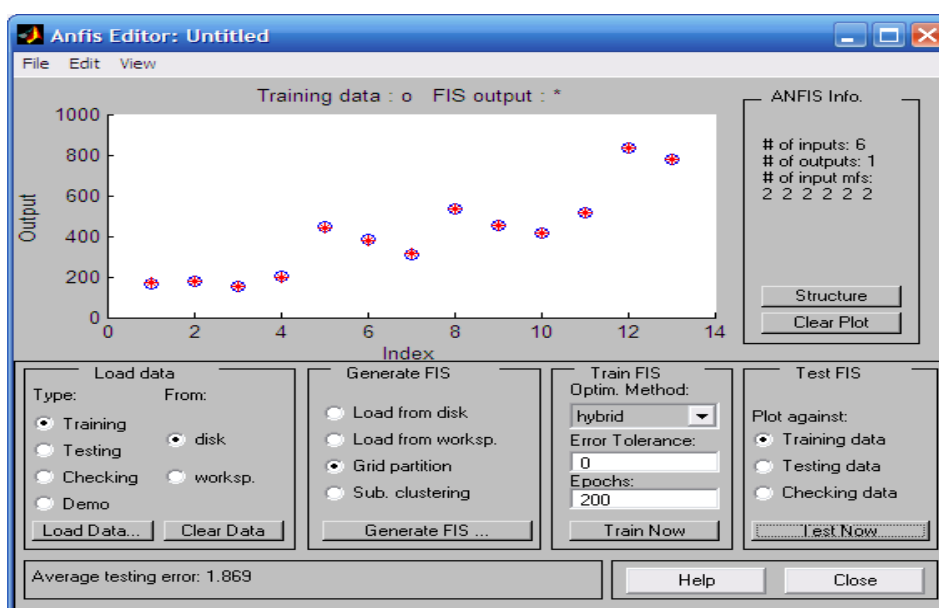 Anfis Editor: Untitled
File Edit View
Training data : o FIS output : *
1000
800
600
400
200
0
Output
0 2 4 6 8 10 12 14
Index
ANFIS Info.
# of inputs: 6
# of outputs: 1
# of input mfs:
2 2 2 2 2 2
Structure
Clear Plot
Load data
Type: From:
Training
Testing
Checking
Demo
disk
worksp.
Load Data... Clear Data
Generate FIS
Load from disk
Load from worksp.
Grid partition
Sub. clustering
Generate FIS ...
Train FIS
Optim. Method:
hybrid
Error Tolerance:
0
Epochs:
200
Train Now
Test FIS
Plot against:
Training data
Testing data
Checking data
Test Now
Average testing error: 1.869
Help Close